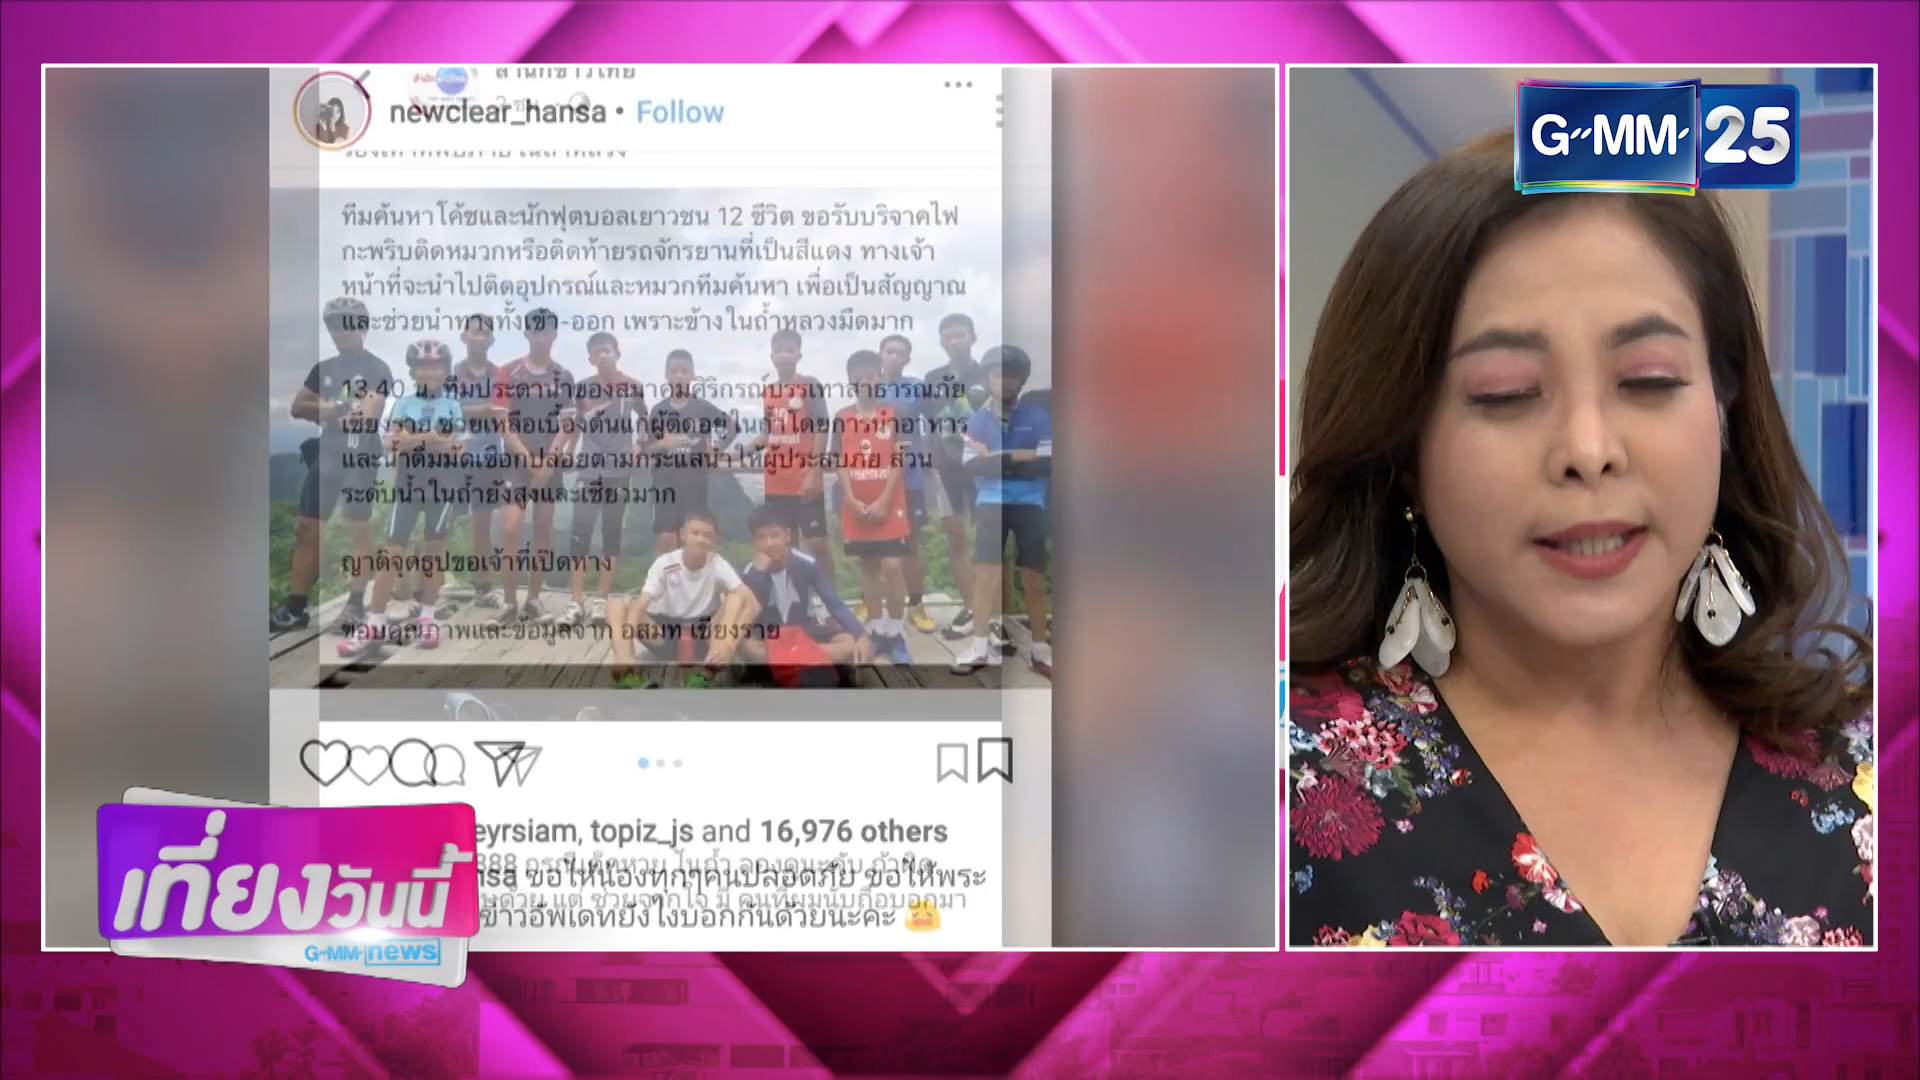 G"MM' 25
สำนักข่าวไทย
newclear_hansa • Follow
ทีมค้นหาโค้ชและนักฟุตบอลเยาวชน 12 ชีวิต ขอรับบริจาคไฟ
กะพริบติดหมวกหรือติดท้ายรถจักรยานที่เป็นสีแดง ทางเจ้า
หน้าที่จะนำไปติดอุปกรณ์และหมวกทีมค้นหา เพื่อเป็นสัญญาณ
และช่วยนำทางทั้งเข้า-ออก เพราะข้างในถ้ำหลวงมืดมาก
13.40 น. ทีมประดาน้ำของสมาคมศิริกรณ์บรรเทาสาธารณภัย
เชียงราย ช่วยเหลือเบื้องต้นแก่ผู้ติดอยู่ในถ้ำโดยการนำอาหาร
และน้ำดื่มมัดเชือกปล่อยตามกระแสน้ำให้ผู้ประสบภัย ส่วน
ระดับน้ำในถ้ำยังสูงและเชี่ยวมาก
ญาติจุดธูปขอเจ้าที่เปิดทาง
ขอบคุณภาพและข้อมูลจาก อสมท เชียงราย
eyrsiam, topiz_js and 16,976 others
nsa ขอให้น้องทุกๆคนปลอดภัย ขอให้พระ
ข่าวอัพเดทยังไงบอกกันด้วยนะคะ 😫
เที่ยงวันนี้
G"MM' news